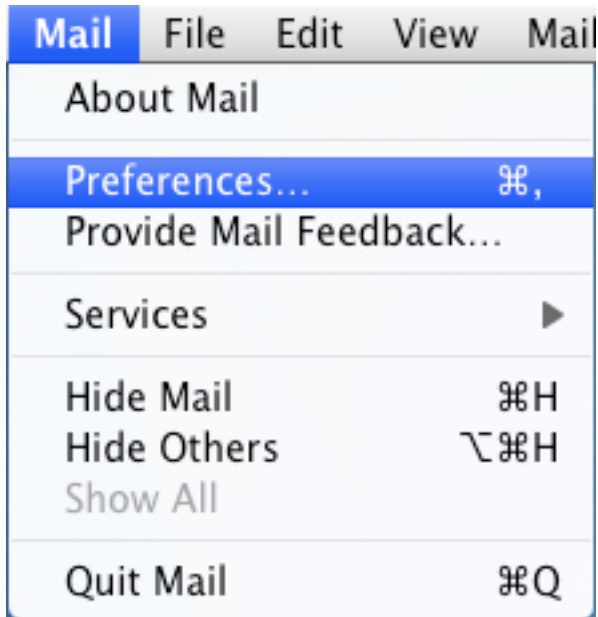 Mail File Edit View Mail
About Mail
Preferences... ⌘,
Provide Mail Feedback...
Services ▶
Hide Mail ⌘H
Hide Others ⌥⌘H
Show All
Quit Mail ⌘Q